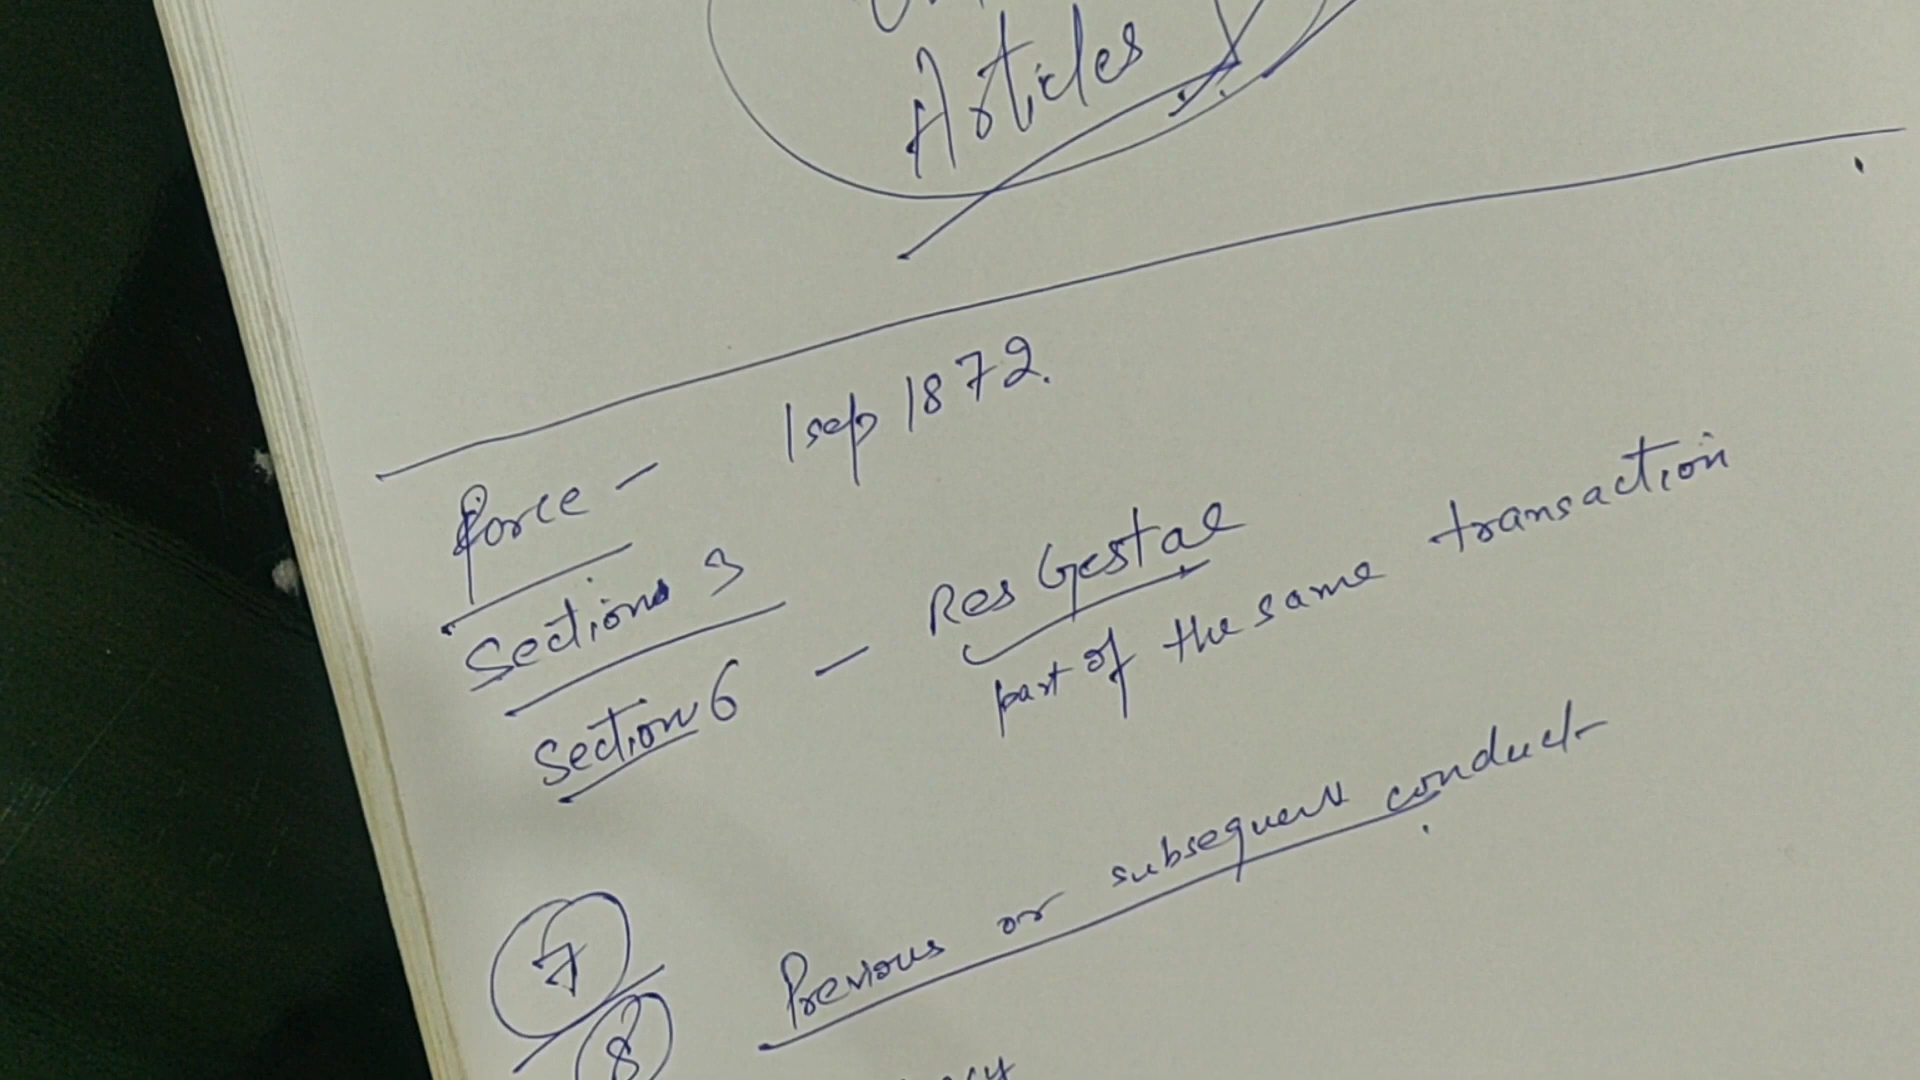 Articles
force - 1 sep 1872.
Sections 3
Section 6 - Res Gestae
part of the same transaction
7 Previous or subsequent conduct
8